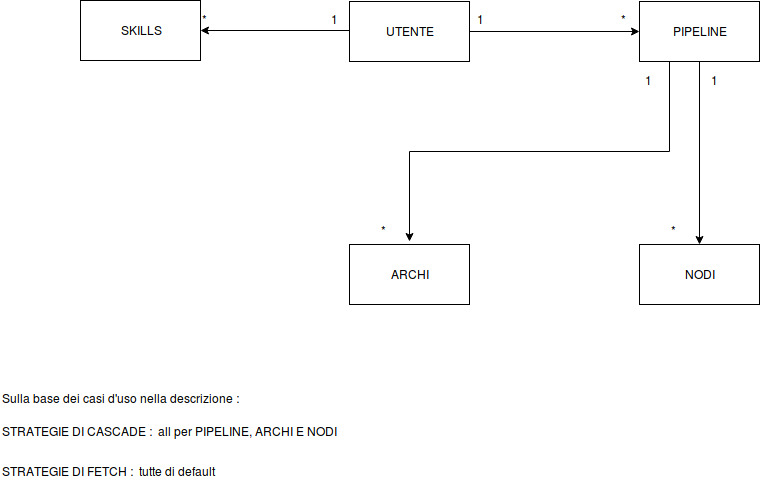 SKILLS
*
1
UTENTE
1
*
PIPELINE
1
1
*
*
ARCHI
NODI
Sulla base dei casi d'uso nella descrizione :
STRATEGIE DI CASCADE : all per PIPELINE, ARCHI E NODI
STRATEGIE DI FETCH : tutte di default